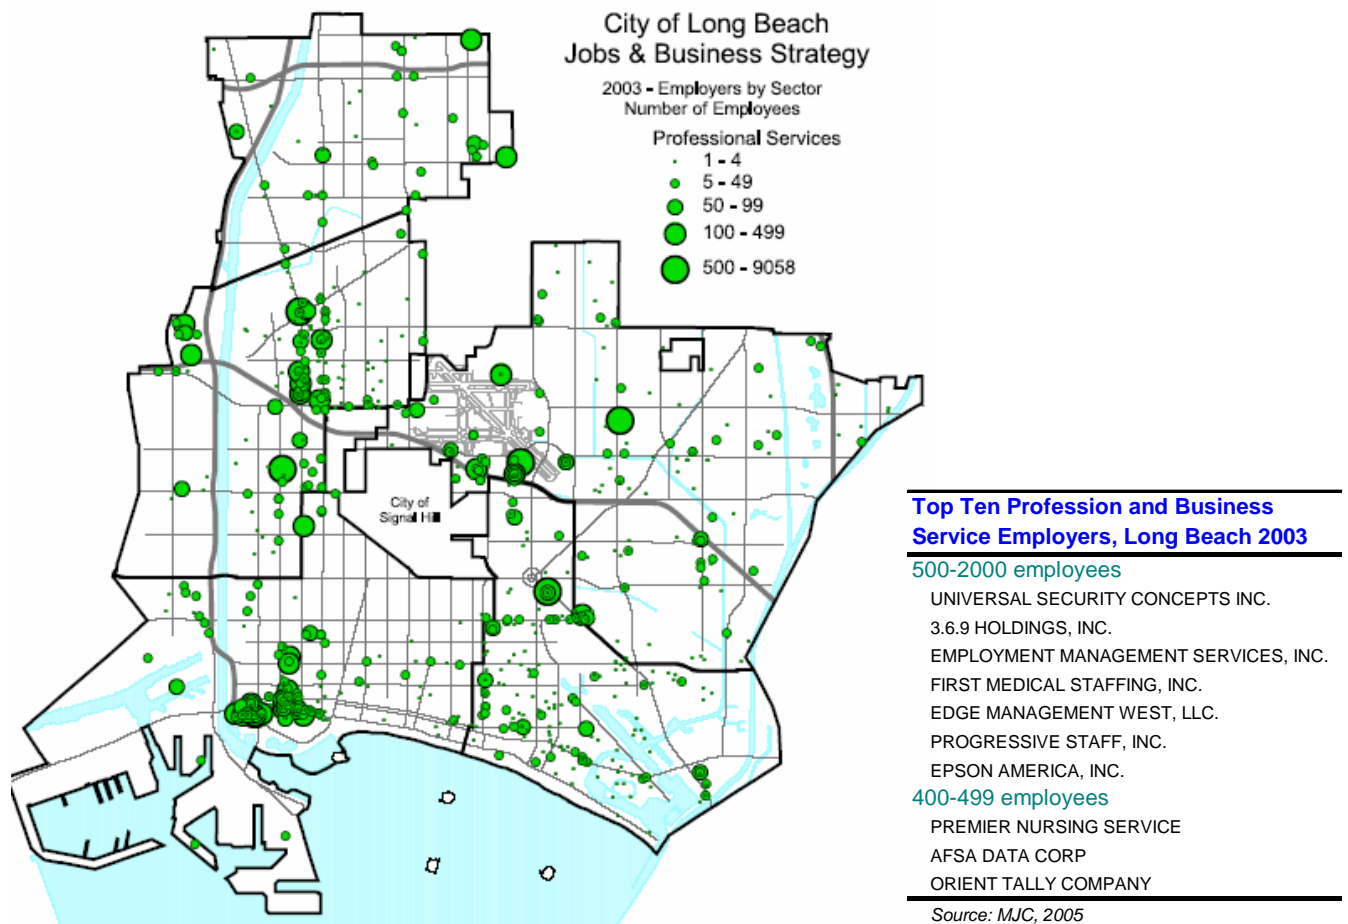 City of Long Beach
Jobs & Business Strategy
2003 - Employers by Sector
Number of Employees
Professional Services
1 - 4
5 - 49
50 - 99
100 - 499
500 - 9058
City of
Signal Hill
Top Ten Profession and Business
Service Employers, Long Beach 2003
500-2000 employees
UNIVERSAL SECURITY CONCEPTS INC.
3.6.9 HOLDINGS, INC.
EMPLOYMENT MANAGEMENT SERVICES, INC.
FIRST MEDICAL STAFFING, INC.
EDGE MANAGEMENT WEST, LLC.
PROGRESSIVE STAFF, INC.
EPSON AMERICA, INC.
400-499 employees
PREMIER NURSING SERVICE
AFSA DATA CORP
ORIENT TALLY COMPANY
Source: MJC, 2005